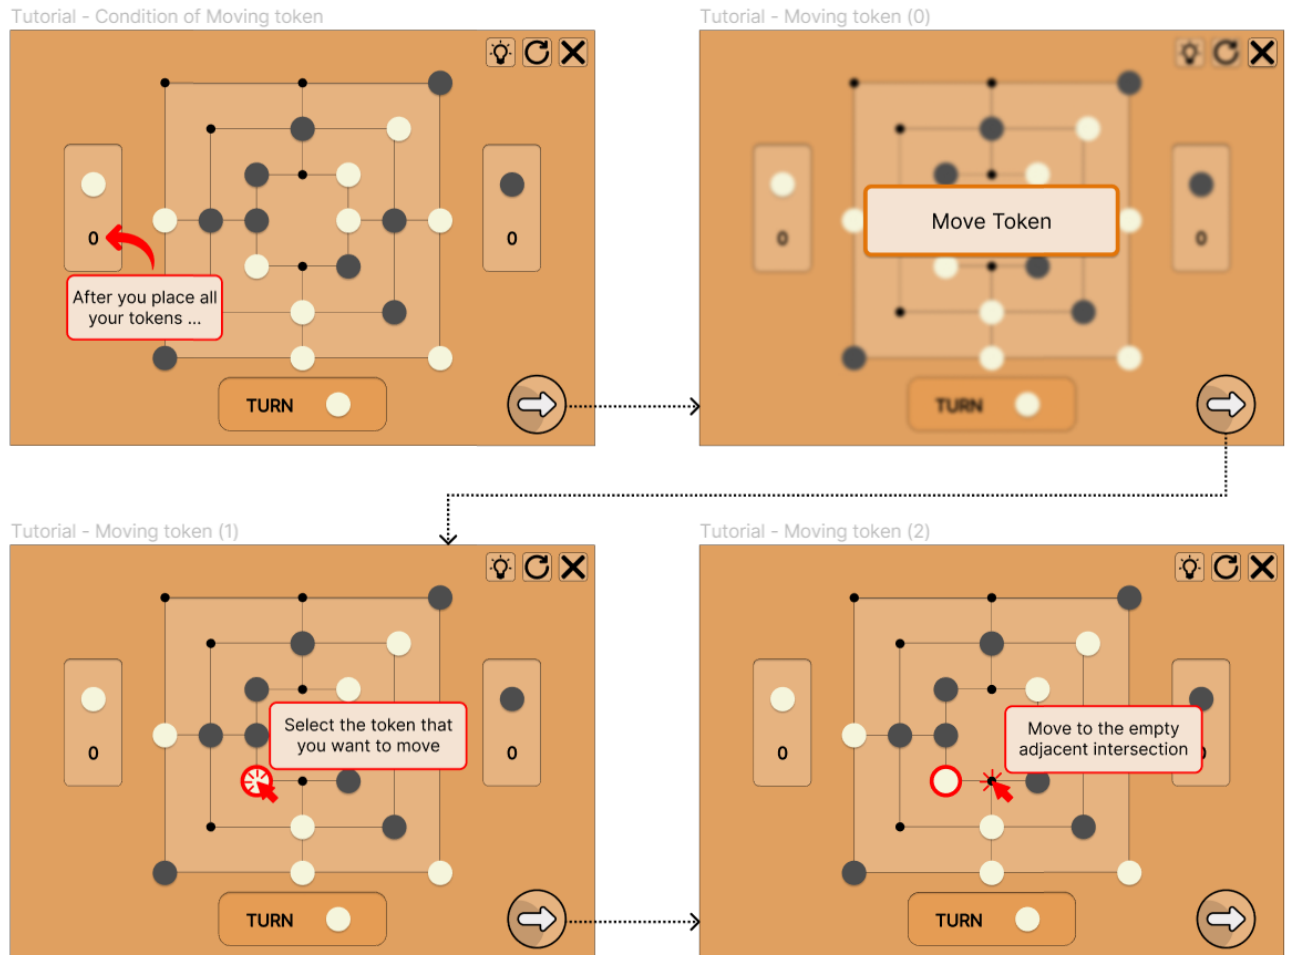 Tutorial - Condition of Moving token
0
0
After you place all
your tokens ...
TURN
Tutorial - Moving token (0)
0
0
Move Token
TURN
Tutorial - Moving token (1)
0
0
Select the token that
you want to move
TURN
Tutorial - Moving token (2)
0
Move to the empty
adjacent intersection
TURN